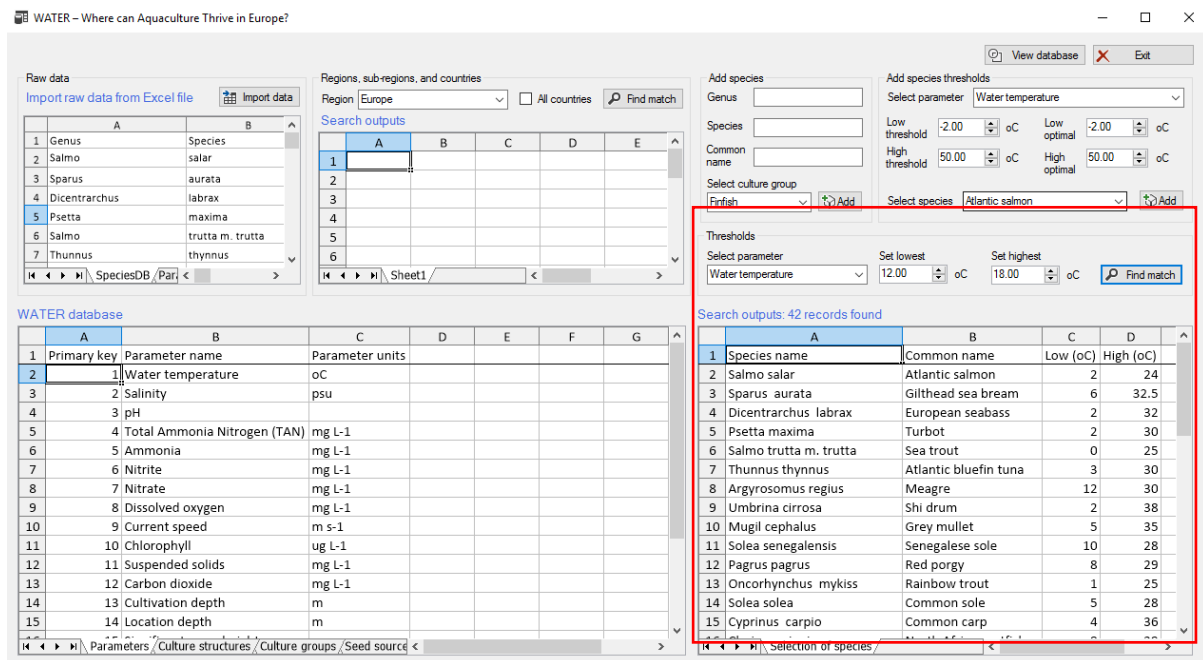 WATER – Where can Aquaculture Thrive in Europe?
View database
Exit
Raw data
Import raw data from Excel file
Import data
A B
1 Genus Species
2 Salmo salar
3 Sparus aurata
4 Dicentrarchus labrax
5 Psetta maxima
6 Salmo trutta m. trutta
7 Thunnus thynnus
SpeciesDB Par
Regions, sub-regions, and countries
Region Europe All countries Find match
Search outputs
A B C D E
1
2
3
4
5
6
Sheet1
Add species
Genus
Species
Common name
Select culture group
Finfish Add
Add species thresholds
Select parameter Water temperature
Low threshold -2.00 oC Low optimal -2.00 oC
High threshold 50.00 oC High optimal 50.00 oC
Select species Atlantic salmon Add
Thresholds
Select parameter Set lowest Set highest
Water temperature 12.00 oC 18.00 oC Find match
WATER database
A B C D E F G
1 Primary key Parameter name Parameter units
2 1 Water temperature oC
3 2 Salinity psu
4 3 pH
5 4 Total Ammonia Nitrogen (TAN) mg L-1
6 5 Ammonia mg L-1
7 6 Nitrite mg L-1
8 7 Nitrate mg L-1
9 8 Dissolved oxygen mg L-1
10 9 Current speed m s-1
11 10 Chlorophyll ug L-1
12 11 Suspended solids mg L-1
13 12 Carbon dioxide mg L-1
14 13 Cultivation depth m
15 14 Location depth m
Parameters Culture structures Culture groups Seed source
Search outputs: 42 records found
A B C D
1 Species name Common name Low (oC) High (oC)
2 Salmo salar Atlantic salmon 2 24
3 Sparus aurata Gilthead sea bream 6 32.5
4 Dicentrarchus labrax European seabass 2 32
5 Psetta maxima Turbot 2 30
6 Salmo trutta m. trutta Sea trout 0 25
7 Thunnus thynnus Atlantic bluefin tuna 3 30
8 Argyrosomus regius Meagre 12 30
9 Umbrina cirrosa Shi drum 2 38
10 Mugil cephalus Grey mullet 5 35
11 Solea senegalensis Senegalese sole 10 28
12 Pagrus pagrus Red porgy 8 29
13 Oncorhynchus mykiss Rainbow trout 1 25
14 Solea solea Common sole 5 28
15 Cyprinus carpio Common carp 4 36
Selection of species